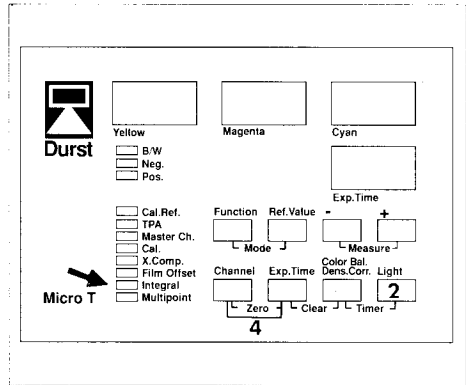 Durst
Yellow
Magenta
Cyan
B/W
Neg.
Pos.
Exp.Time
Cal.Ref.
TPA
Master Ch.
Cal.
X.Comp.
Film Offset
Integral
Multipoint
Micro T
Function Ref.Value - +
Mode
Measure
Channel Exp.Time Color Bal. Dens.Corr. Light
2
Zero Clear Timer
4